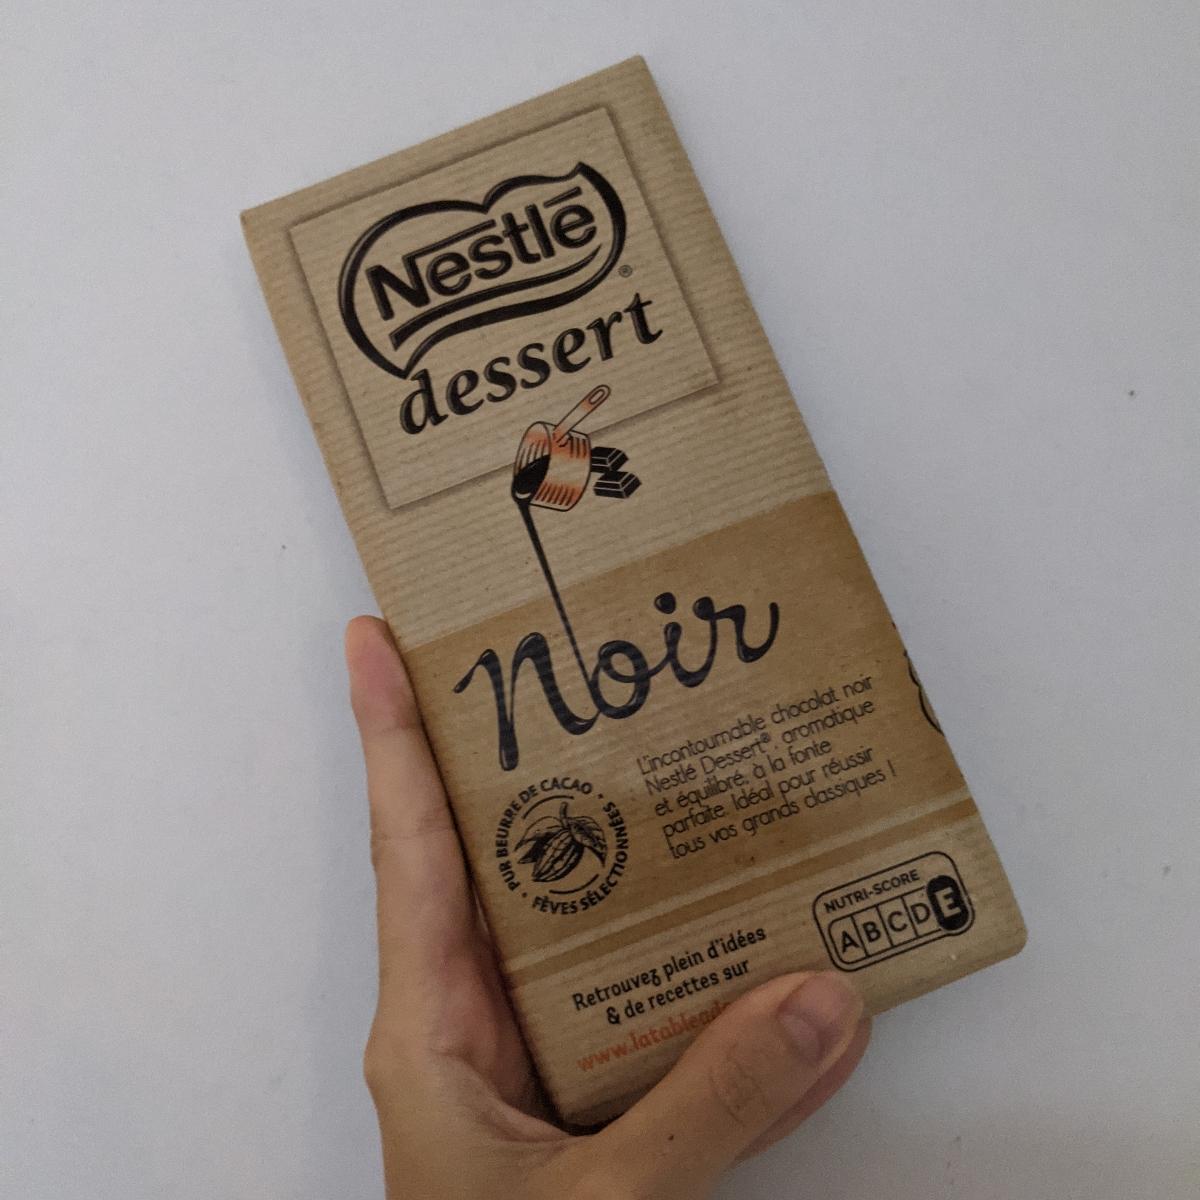 Nestlé
®
dessert
Noir
L'incontournable chocolat noir
Nestlé Dessert® : aromatique
et équilibré, à la fonte
parfaite. Idéal pour réussir
tous vos grands classiques !
PUR BEURRE DE CACAO •
FÈVES SÉLECTIONNÉES •
NUTRI-SCORE
A B C D E
Retrouvez plein d'idées
& de recettes sur